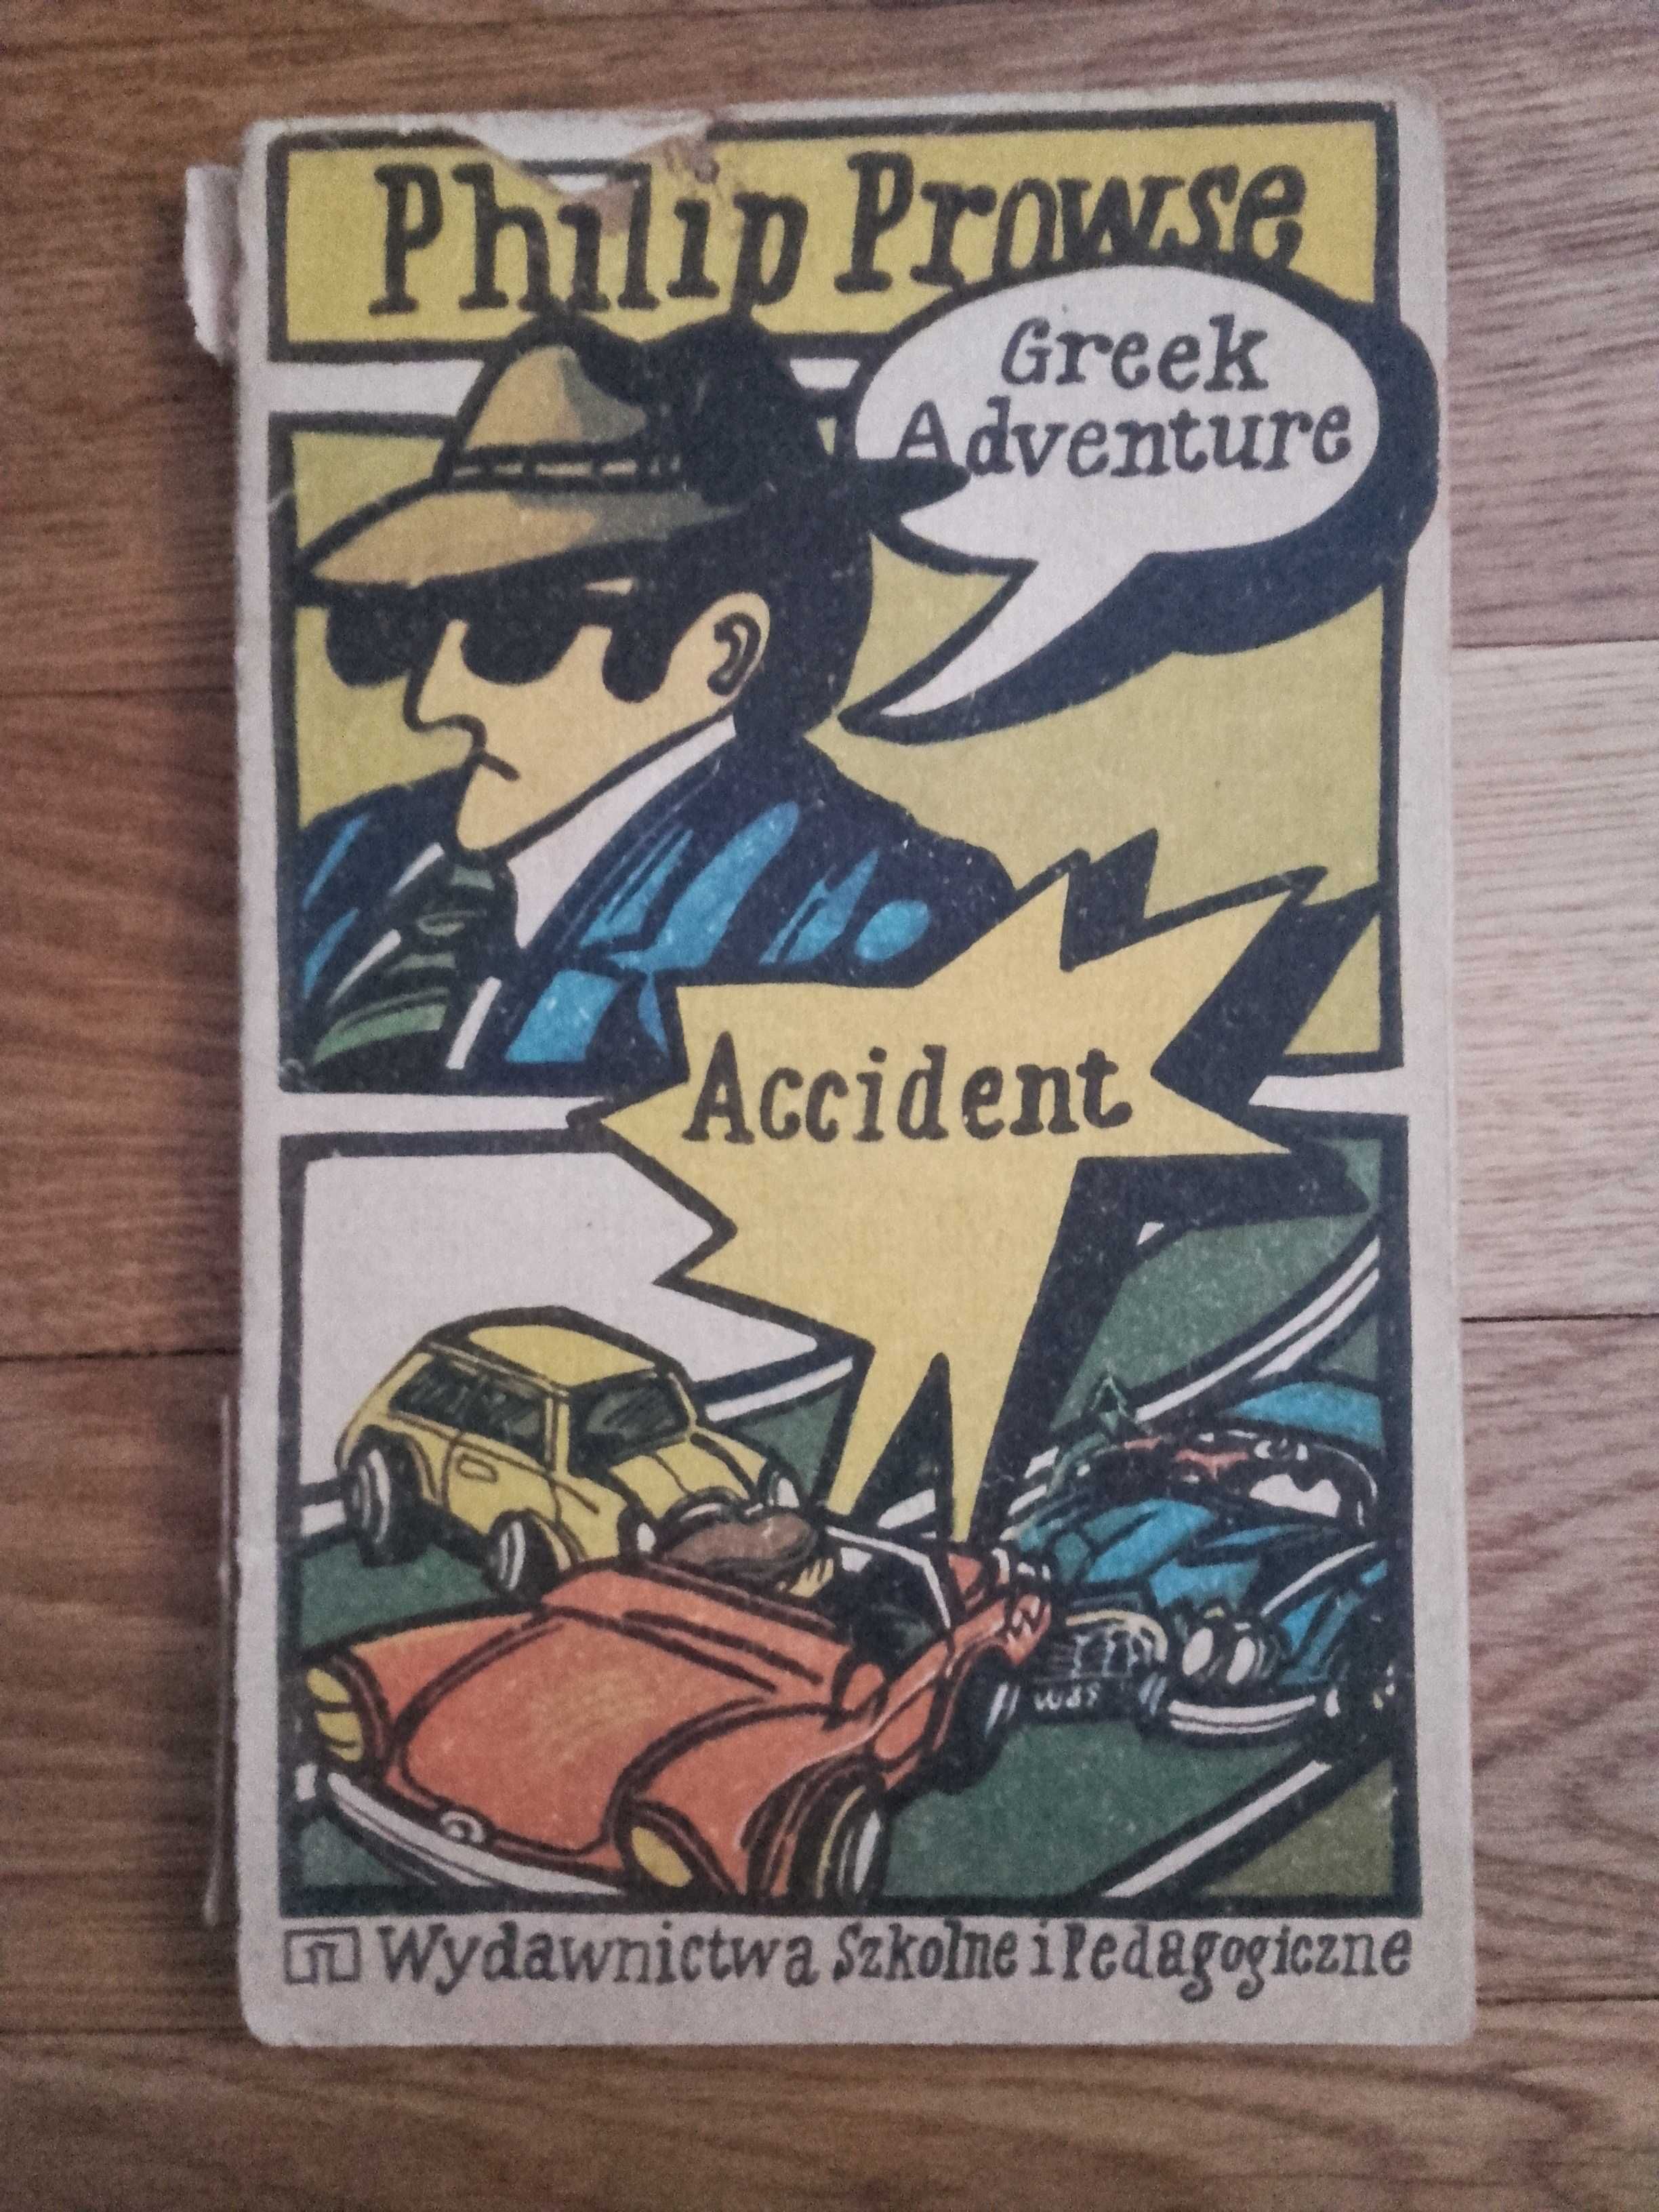 Philip Prowse
Greek
Adventure
Accident
Wydawnictwa Szkolne i Pedagogiczne